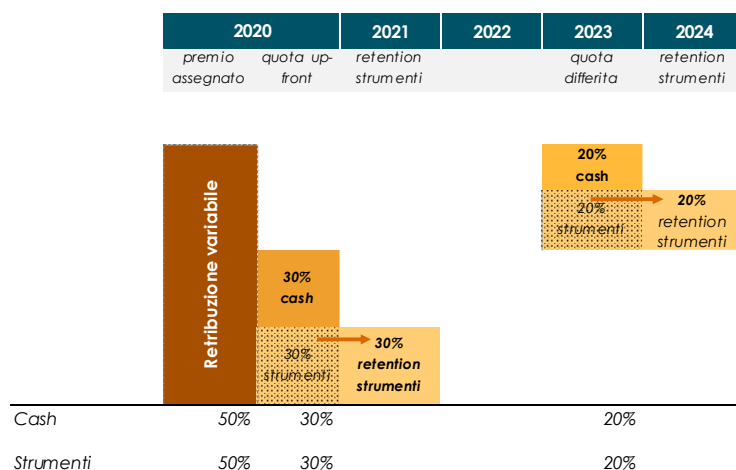 2020 2021 2022 2023 2024
premio assegnato quota up-front retention strumenti quota differita retention strumenti
Retribuzione variabile
20% cash
20% strumenti
20% retention strumenti
30% cash
30% strumenti
30% retention strumenti
Cash 50% 30% 20%
Strumenti 50% 30% 20%